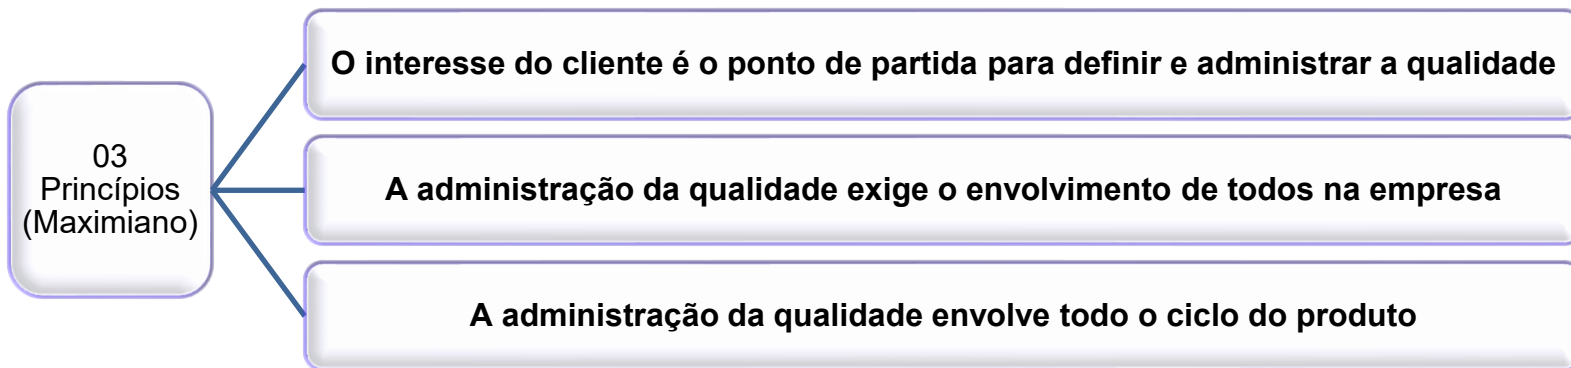 03
Princípios
(Maximiano)
O interesse do cliente é o ponto de partida para definir e administrar a qualidade
A administração da qualidade exige o envolvimento de todos na empresa
A administração da qualidade envolve todo o ciclo do produto